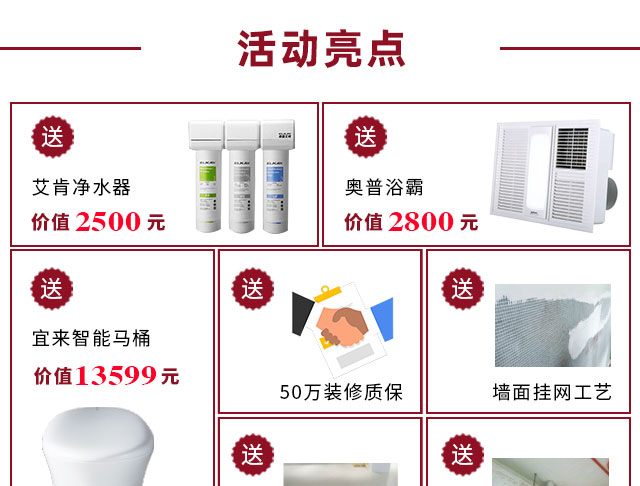 活动亮点
送
艾肯净水器
价值2500元
送
奥普浴霸
价值2800元
送
宜来智能马桶
价值13599元
送
50万装修质保
送
墙面挂网工艺
送
送